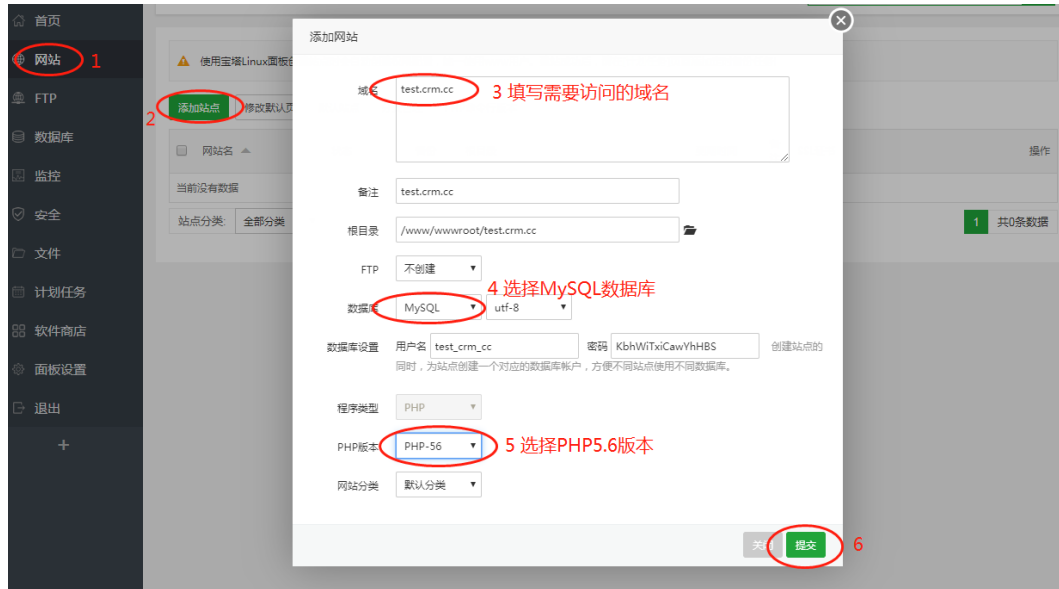 首页
网站
1
FTP
数据库
监控
安全
文件
计划任务
软件商店
面板设置
退出
+
使用宝塔Linux面板
2
添加站点
修改默认页
网站名
操作
当前没有数据
站点分类:
全部分类
1
共0条数据
添加网站
域名
test.crm.cc
3 填写需要访问的域名
备注
test.crm.cc
根目录
/www/wwwroot/test.crm.cc
FTP
不创建
4 选择MySQL数据库
数据库
MySQL
utf-8
数据库设置
用户名 test_crm_cc 密码 KbhWiTxiCawYhHBS 创建站点的
同时，为站点创建一个对应的数据库帐户，方便不同站点使用不同数据库。
程序类型
PHP
PHP版本
PHP-56
5 选择PHP5.6版本
网站分类
默认分类
提交
6